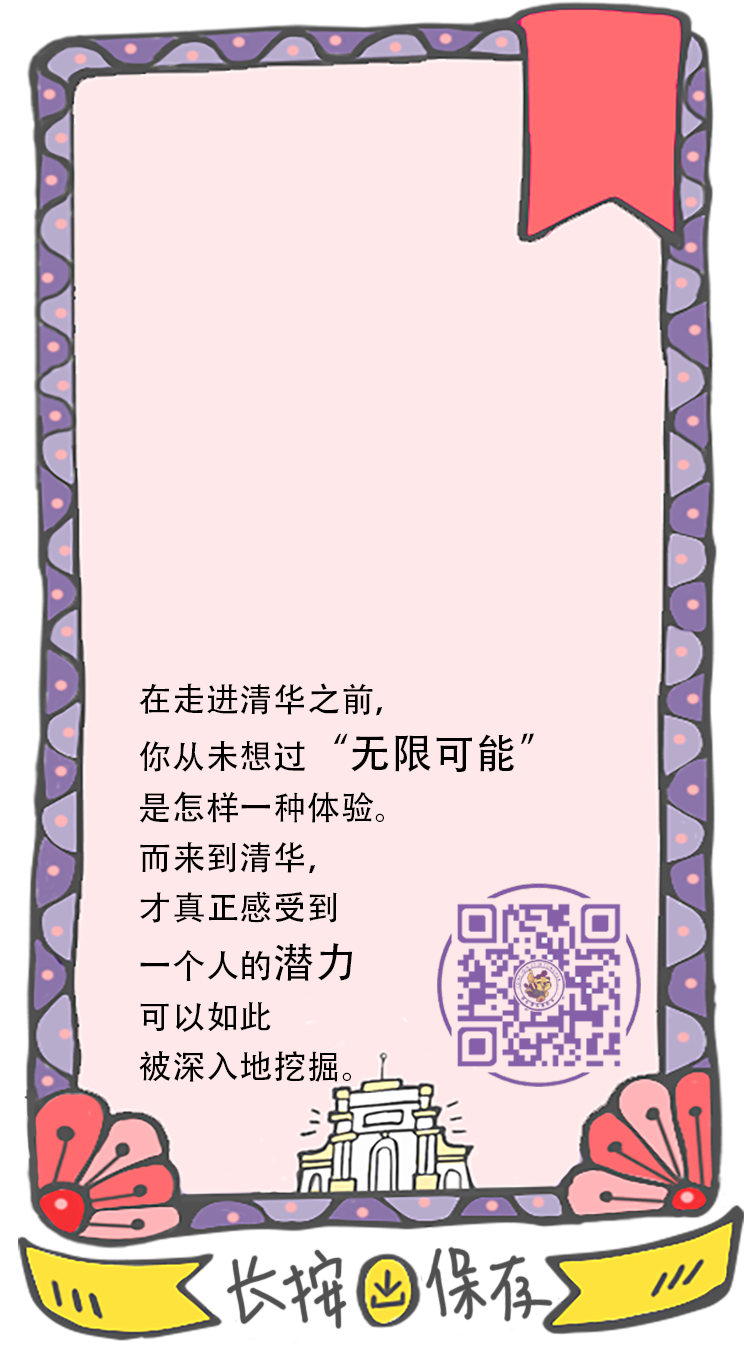 在走进清华之前,
你从未想过“无限可能”
是怎样一种体验。
而来到清华,
才真正感受到
一个人的潜力
可以如此
被深入地挖掘。
长按保存